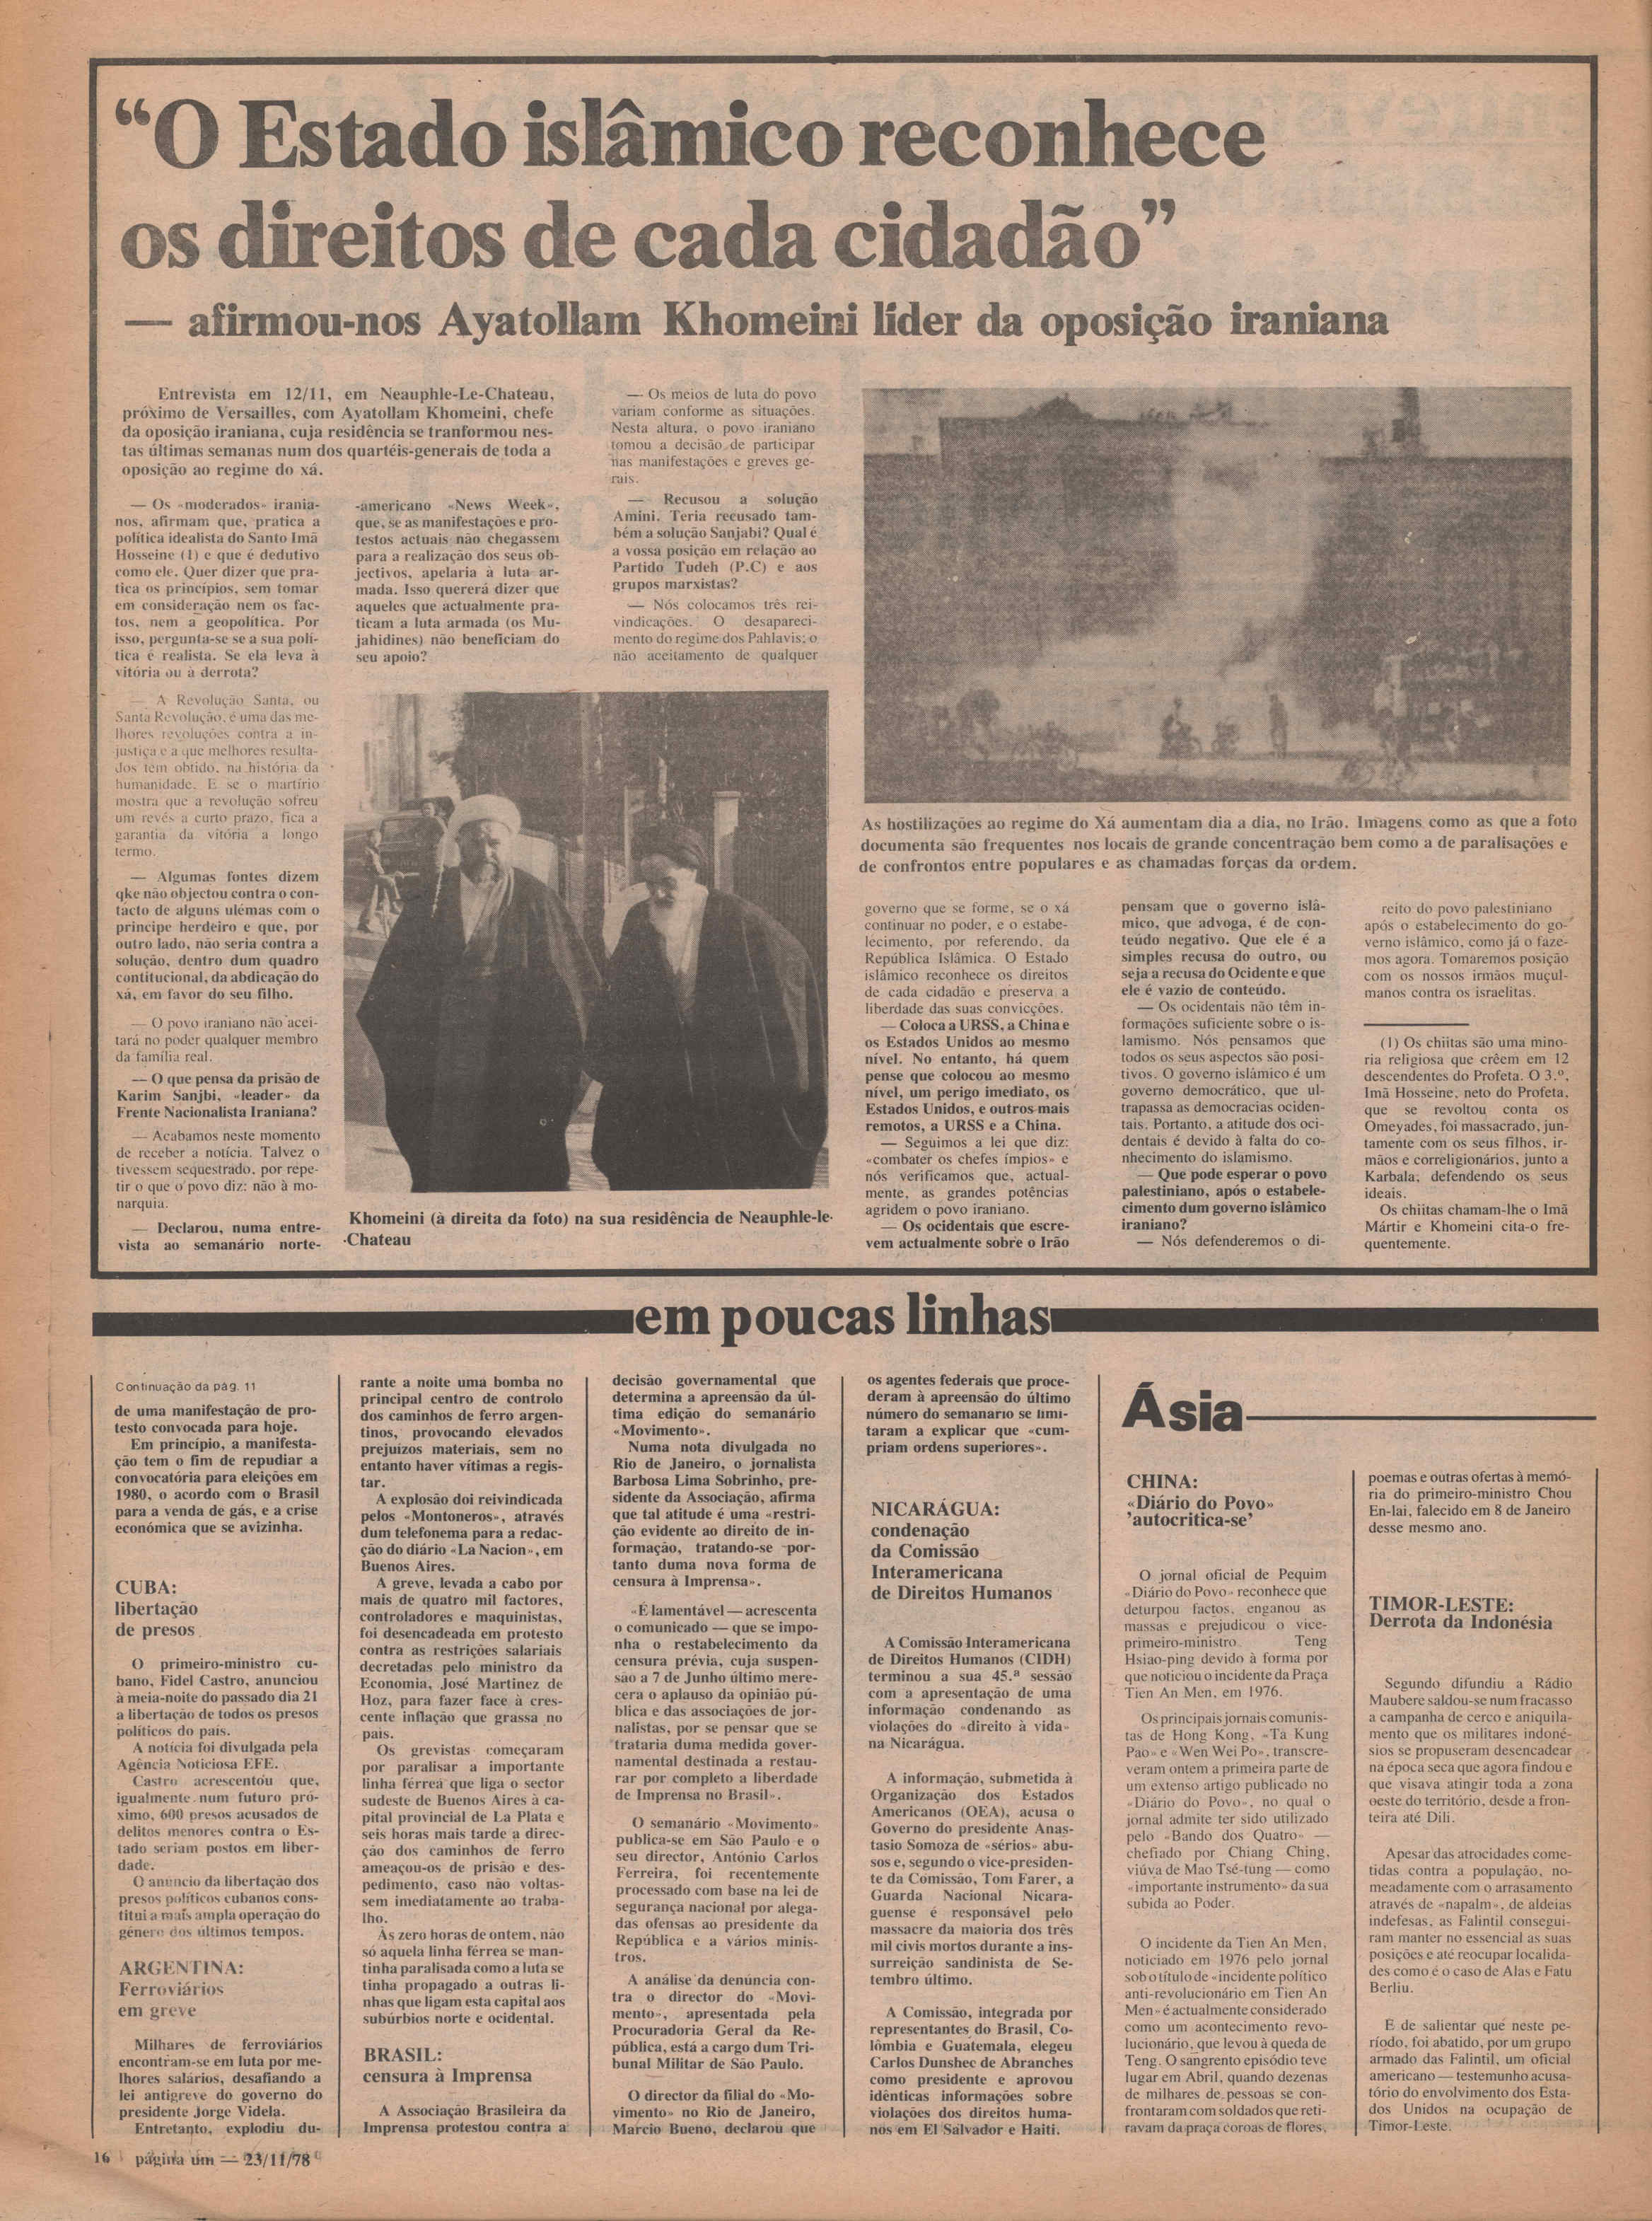 “O Estado islâmico reconhece
os direitos de cada cidadão”
— afirmou-nos Ayatollam Khomeini líder da oposição iraniana
Entrevista em 12/11, em Neauphle-Le-Chateau,
próximo de Versailles, com Ayatollam Khomeini, chefe
da oposição iraniana, cuja residência se tranformou nes-
tas últimas semanas num dos quartéis-generais de toda a
oposição ao regime do xá.
— Os «moderados» irania-
nos, afirmam que, pratica a
política idealista do Santo Imã
Hosseine (1) e que é dedutivo
como ele. Quer dizer que pra-
tica os princípios, sem tomar
em consideração nem os fac-
tos, nem a geopolítica. Por
isso, pergunta-se se a sua polí-
tica é realista. Se ela leva à
vitória ou à derrota?
— A Revolução Santa, ou
Santa Revolução, é uma das me-
lhores revoluções contra a in-
justiça e a que melhores resulta-
dos tem obtido, na história da
humanidade. E se o martírio
mostra que a revolução sofreu
um revés a curto prazo, fica a
garantia da vitória a longo
termo.
— Algumas fontes dizem
qke não objectou contra o con-
tacto de alguns ulémas com o
principe herdeiro e que, por
outro lado, não seria contra a
solução, dentro dum quadro
contitucional, da abdicação do
xá, em favor do seu filho.
— O povo iraniano não acei-
tará no poder qualquer membro
da família real.
— O que pensa da prisão de
Karim Sanjbi, «leader» da
Frente Nacionalista Iraniana?
— Acabamos neste momento
de receber a notícia. Talvez o
tivessem sequestrado, por repe-
tir o que o povo diz: não à mo-
narquia.
— Declarou, numa entre-
vista ao semanário norte-
-americano «News Week»,
que, se as manifestações e pro-
testos actuais não chegassem
para a realização dos seus ob-
jectivos, apelaria à luta ar-
mada. Isso quererá dizer que
aqueles que actualmente pra-
ticam a luta armada (os Mu-
jahidines) não beneficiam do
seu apoio?
— Os meios de luta do povo
variam conforme as situações.
Nesta altura, o povo iraniano
tomou a decisão de participar
nas manifestações e greves ge-
rais.
— Recusou a solução
Amini. Teria recusado tam-
bém a solução Sanjabi? Qual é
a vossa posição em relação ao
Partido Tudeh (P.C) e aos
grupos marxistas?
— Nós colocamos três rei-
vindicações. O desapareci-
mento do regime dos Pahlavis; o
não aceitamento de qualquer
Khomeini (à direita da foto) na sua residência de Neauphle-le-
-Chateau
As hostilizações ao regime do Xá aumentam dia a dia, no Irão. Imagens como as que a foto
documenta são frequentes nos locais de grande concentração bem como a de paralisações e
de confrontos entre populares e as chamadas forças da ordem.
governo que se forme, se o xá
continuar no poder, e o estabe-
lecimento, por referendo, da
República Islâmica. O Estado
islâmico reconhece os direitos
de cada cidadão e preserva a
liberdade das suas convicções.
— Coloca a URSS, a China e
os Estados Unidos ao mesmo
nível. No entanto, há quem
pense que colocou ao mesmo
nível, um perigo imediato, os
Estados Unidos, e outros mais
remotos, a URSS e a China.
— Seguimos a lei que diz:
«combater os chefes ímpios» e
nós verificamos que, actual-
mente, as grandes potências
agridem o povo iraniano.
— Os ocidentais que escre-
vem actualmente sobre o Irão
pensam que o governo islâ-
mico, que advoga, é de con-
teúdo negativo. Que ele é a
simples recusa do outro, ou
seja a recusa do Ocidente e que
ele é vazio de conteúdo.
— Os ocidentais não têm in-
formações suficiente sobre o is-
lamismo. Nós pensamos que
todos os seus aspectos são posi-
tivos. O governo islâmico é um
governo democrático, que ul-
trapassa as democracias ociden-
tais. Portanto, a atitude dos oci-
dentais é devido à falta do co-
nhecimento do islamismo.
— Que pode esperar o povo
palestiniano, após o estabele-
cimento dum governo islâmico
iraniano?
— Nós defenderemos o di-
reito do povo palestiniano
após o estabelecimento do go-
verno islâmico, como já o faze-
mos agora. Tomaremos posição
com os nossos irmãos muçul-
manos contra os israelitas.
(1) Os chiitas são uma mino-
ria religiosa que crêem em 12
descendentes do Profeta. O 3.º,
Imã Hosseine, neto do Profeta,
que se revoltou conta os
Omeyades, foi massacrado, jun-
tamente com os seus filhos, ir-
mãos e correligionários, junto a
Karbala; defendendo os seus
ideais.
Os chiitas chamam-lhe o Imã
Mártir e Khomeini cita-o fre-
quentemente.
em poucas linhas
Continuação da pág. 11
de uma manifestação de pro-
testo convocada para hoje.
Em princípio, a manifesta-
ção tem o fim de repudiar a
convocatória para eleições em
1980, o acordo com o Brasil
para a venda de gás, e a crise
económica que se avizinha.
CUBA:
libertação
de presos
O primeiro-ministro cu-
bano, Fidel Castro, anunciou
à meia-noite do passado dia 21
a libertação de todos os presos
políticos do país.
A notícia foi divulgada pela
Agência Noticiosa EFE.
Castro acrescentou que,
igualmente num futuro pró-
ximo, 600 presos acusados de
delitos menores contra o Es-
tado seriam postos em liber-
dade.
O anúncio da libertação dos
presos políticos cubanos cons-
titui a mais ampla operação do
género dos últimos tempos.
ARGENTINA:
Ferroviários
em greve
Milhares de ferroviários
encontram-se em luta por me-
lhores salários, desafiando a
lei antigreve do governo do
presidente Jorge Videla.
Entretanto, explodiu du-
rante a noite uma bomba no
principal centro de controlo
dos caminhos de ferro argen-
tinos, provocando elevados
prejuízos materiais, sem no
entanto haver vítimas a regis-
tar.
A explosão doi reivindicada
pelos «Montoneros», através
dum telefonema para a redac-
ção do diário «La Nacion», em
Buenos Aires.
A greve, levada a cabo por
mais de quatro mil factores,
controladores e maquinistas,
foi desencadeada em protesto
contra as restrições salariais
decretadas pelo ministro da
Economia, José Martinez de
Hoz, para fazer face à cres-
cente inflação que grassa no
país.
Os grevistas começaram
por paralisar a importante
linha férrea que liga o sector
sudeste de Buenos Aires à ca-
pital provincial de La Plata e
seis horas mais tarde a direc-
ção dos caminhos de ferro
ameaçou-os de prisão e des-
pedimento, caso não voltas-
sem imediatamente ao traba-
lho.
Às zero horas de ontem, não
só aquela linha férrea se man-
tinha paralisada como a luta se
tinha propagado a outras li-
nhas que ligam esta capital aos
subúrbios norte e ocidental.
BRASIL:
censura à Imprensa
A Associação Brasileira da
Imprensa protestou contra a
decisão governamental que
determina a apreensão da úl-
tima edição do semanário
«Movimento».
Numa nota divulgada no
Rio de Janeiro, o jornalista
Barbosa Lima Sobrinho, pre-
sidente da Associação, afirma
que tal atitude é uma «restri-
ção evidente ao direito de in-
formação, tratando-se por-
tanto duma nova forma de
censura à Imprensa».
«É lamentável — acrescenta
o comunicado — que se impo-
nha o restabelecimento da
censura prévia, cuja suspen-
são a 7 de Junho último mere-
cera o aplauso da opinião pú-
blica e das associações de jor-
nalistas, por se pensar que se
trataria duma medida gover-
namental destinada a restau-
rar por completo a liberdade
de Imprensa no Brasil».
O semanário «Movimento»
publica-se em São Paulo e o
seu director, António Carlos
Ferreira, foi recentemente
processado com base na lei de
segurança nacional por alega-
das ofensas ao presidente da
República e a vários minis-
tros.
A análise da denúncia con-
tra o director do «Movi-
mento», apresentada pela
Procuradoria Geral da Re-
pública, está a cargo dum Tri-
bunal Militar de São Paulo.
O director da filial do «Mo-
vimento» no Rio de Janeiro,
Marcio Bueno, declarou que
os agentes federais que proce-
deram à apreensão do último
número do semanario se limi-
taram a explicar que «cum-
priam ordens superiores».
NICARÁGUA:
condenação
da Comissão
Interamericana
de Direitos Humanos
A Comissão Interamericana
de Direitos Humanos (CIDH)
terminou a sua 45.ª sessão
com a apresentação de uma
informação condenando as
violações do «direito à vida»
na Nicarágua.
A informação, submetida à
Organização dos Estados
Americanos (OEA), acusa o
Governo do presidente Anas-
tasio Somoza de «sérios» abu-
sos e, segundo o vice-presiden-
te da Comissão, Tom Farer, a
Guarda Nacional Nicara-
guense é responsável pelo
massacre da maioria dos três
mil civis mortos durante a ins-
surreição sandinista de Se-
tembro último.
A Comissão, integrada por
representantes do Brasil, Co-
lômbia e Guatemala, elegeu
Carlos Dunshec de Abranches
como presidente e aprovou
idênticas informações sobre
violações dos direitos huma-
nos em El Salvador e Haiti.
Ásia
CHINA:
«Diário do Povo»
'autocritica-se'
O jornal oficial de Pequim
«Diário do Povo» reconhece que
deturpou factos, enganou as
massas e prejudicou o vice-
primeiro-ministro Teng
Hsiao-ping devido à forma por
que noticiou o incidente da Praça
Tien An Men, em 1976.
Os principais jornais comunis-
tas de Hong Kong, «Ta Kung
Pao» e «Wen Wei Po», transcre-
veram ontem a primeira parte de
um extenso artigo publicado no
«Diário do Povo», no qual o
jornal admite ter sido utilizado
pelo «Bando dos Quatro» —
chefiado por Chiang Ching,
viúva de Mao Tsé-tung — como
«importante instrumento» da sua
subida ao Poder.
O incidente da Tien An Men,
noticiado em 1976 pelo jornal
sob o título de «incidente político
anti-revolucionário em Tien An
Men» é actualmente considerado
como um acontecimento revo-
lucionário, que levou à queda de
Teng. O sangrento episódio teve
lugar em Abril, quando dezenas
de milhares de pessoas se con-
frontaram com soldados que reti-
ravam da praça coroas de flores,
poemas e outras ofertas à memó-
ria do primeiro-ministro Chou
En-lai, falecido em 8 de Janeiro
desse mesmo ano.
TIMOR-LESTE:
Derrota da Indonésia
Segundo difundiu a Rádio
Maubere saldou-se num fracasso
a campanha de cerco e aniquila-
mento que os militares indoné-
sios se propuseram desencadear
na época seca que agora findou e
que visava atingir toda a zona
oeste do território, desde a fron-
teira até Dili.
Apesar das atrocidades come-
tidas contra a população, no-
meadamente com o arrasamento
através de «napalm», de aldeias
indefesas, as Falintil consegui-
ram manter no essencial as suas
posições e até reocupar localida-
des como é o caso de Alas e Fatu
Berliu.
E de salientar que neste pe-
ríodo, foi abatido, por um grupo
armado das Falintil, um oficial
americano — testemunho acusa-
tório do envolvimento dos Esta-
dos Unidos na ocupação de
Timor-Leste.
16 página um — 23/11/78